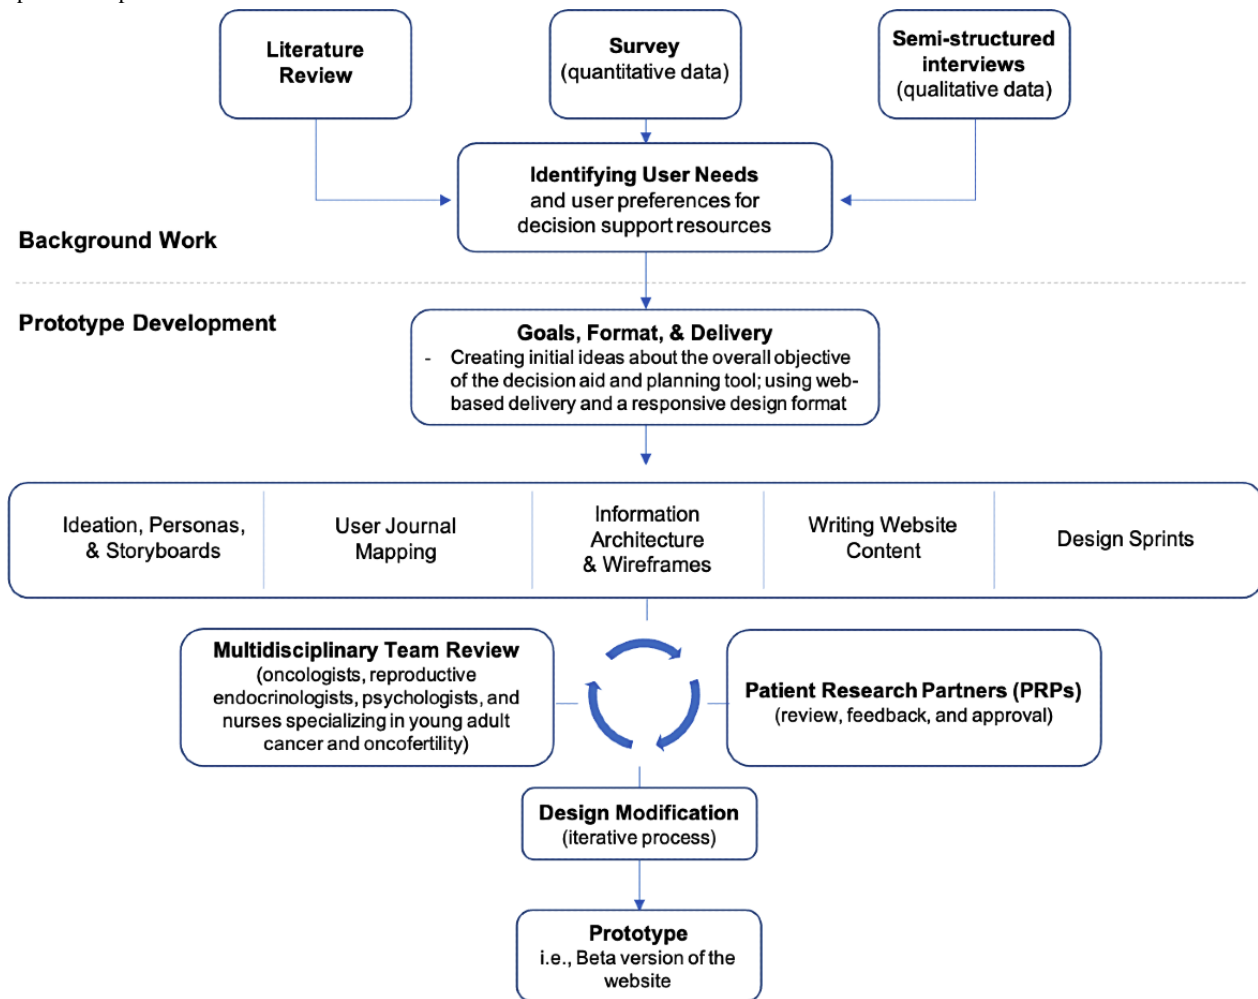 Literature
Review
Survey
(quantitative data)
Semi-structured
interviews
(qualitative data)
Identifying User Needs
and user preferences for
decision support resources
Background Work
Prototype Development
Goals, Format, & Delivery
- Creating initial ideas about the overall objective
of the decision aid and planning tool; using web-
based delivery and a responsive design format
Ideation, Personas,
& Storyboards
User Journal
Mapping
Information
Architecture
& Wireframes
Writing Website
Content
Design Sprints
Multidisciplinary Team Review
(oncologists, reproductive
endocrinologists, psychologists, and
nurses specializing in young adult
cancer and oncofertility)
Patient Research Partners (PRPs)
(review, feedback, and approval)
Design Modification
(iterative process)
Prototype
i.e., Beta version of the
website